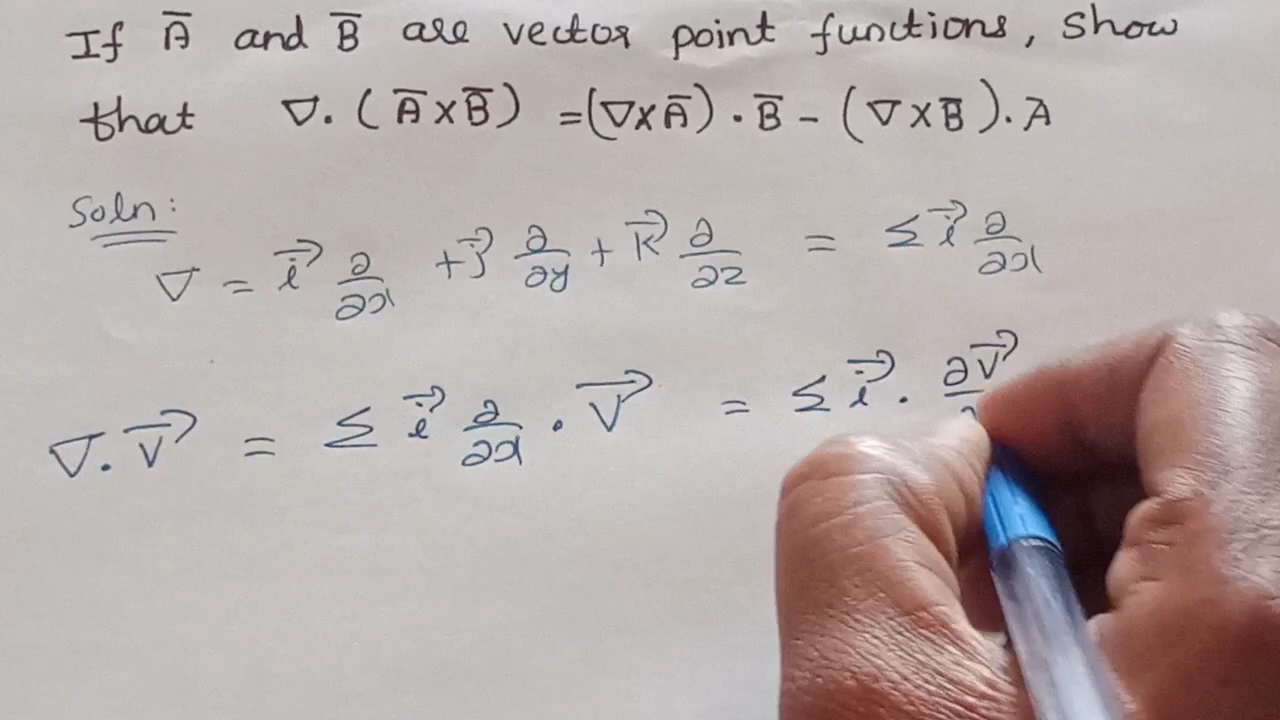 If A̅ and B̅ are vector point functions, show
that ∇. (A̅ × B̅) = (∇×A̅) · B̅ - (∇×B̅). A
Soln:
∇ = i⃗ ∂/∂x + j⃗ ∂/∂y + k⃗ ∂/∂z = Σ i⃗ ∂/∂x
∇. V⃗ = Σ i⃗ ∂/∂x · V⃗ = Σ i⃗ . ∂V⃗